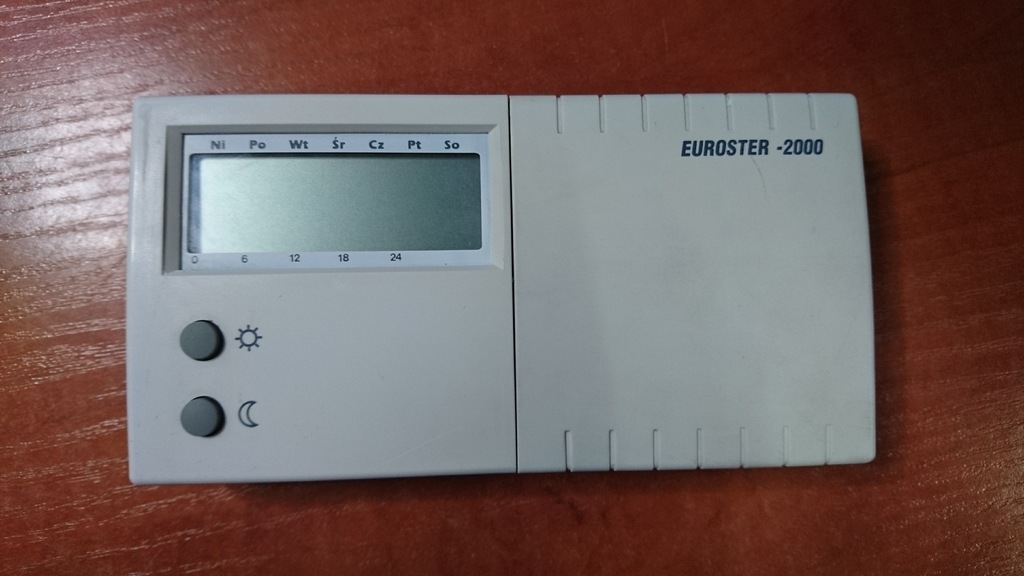 Ni Po Wt Śr Cz Pt So
EUROSTER -2000
0 6 12 18 24